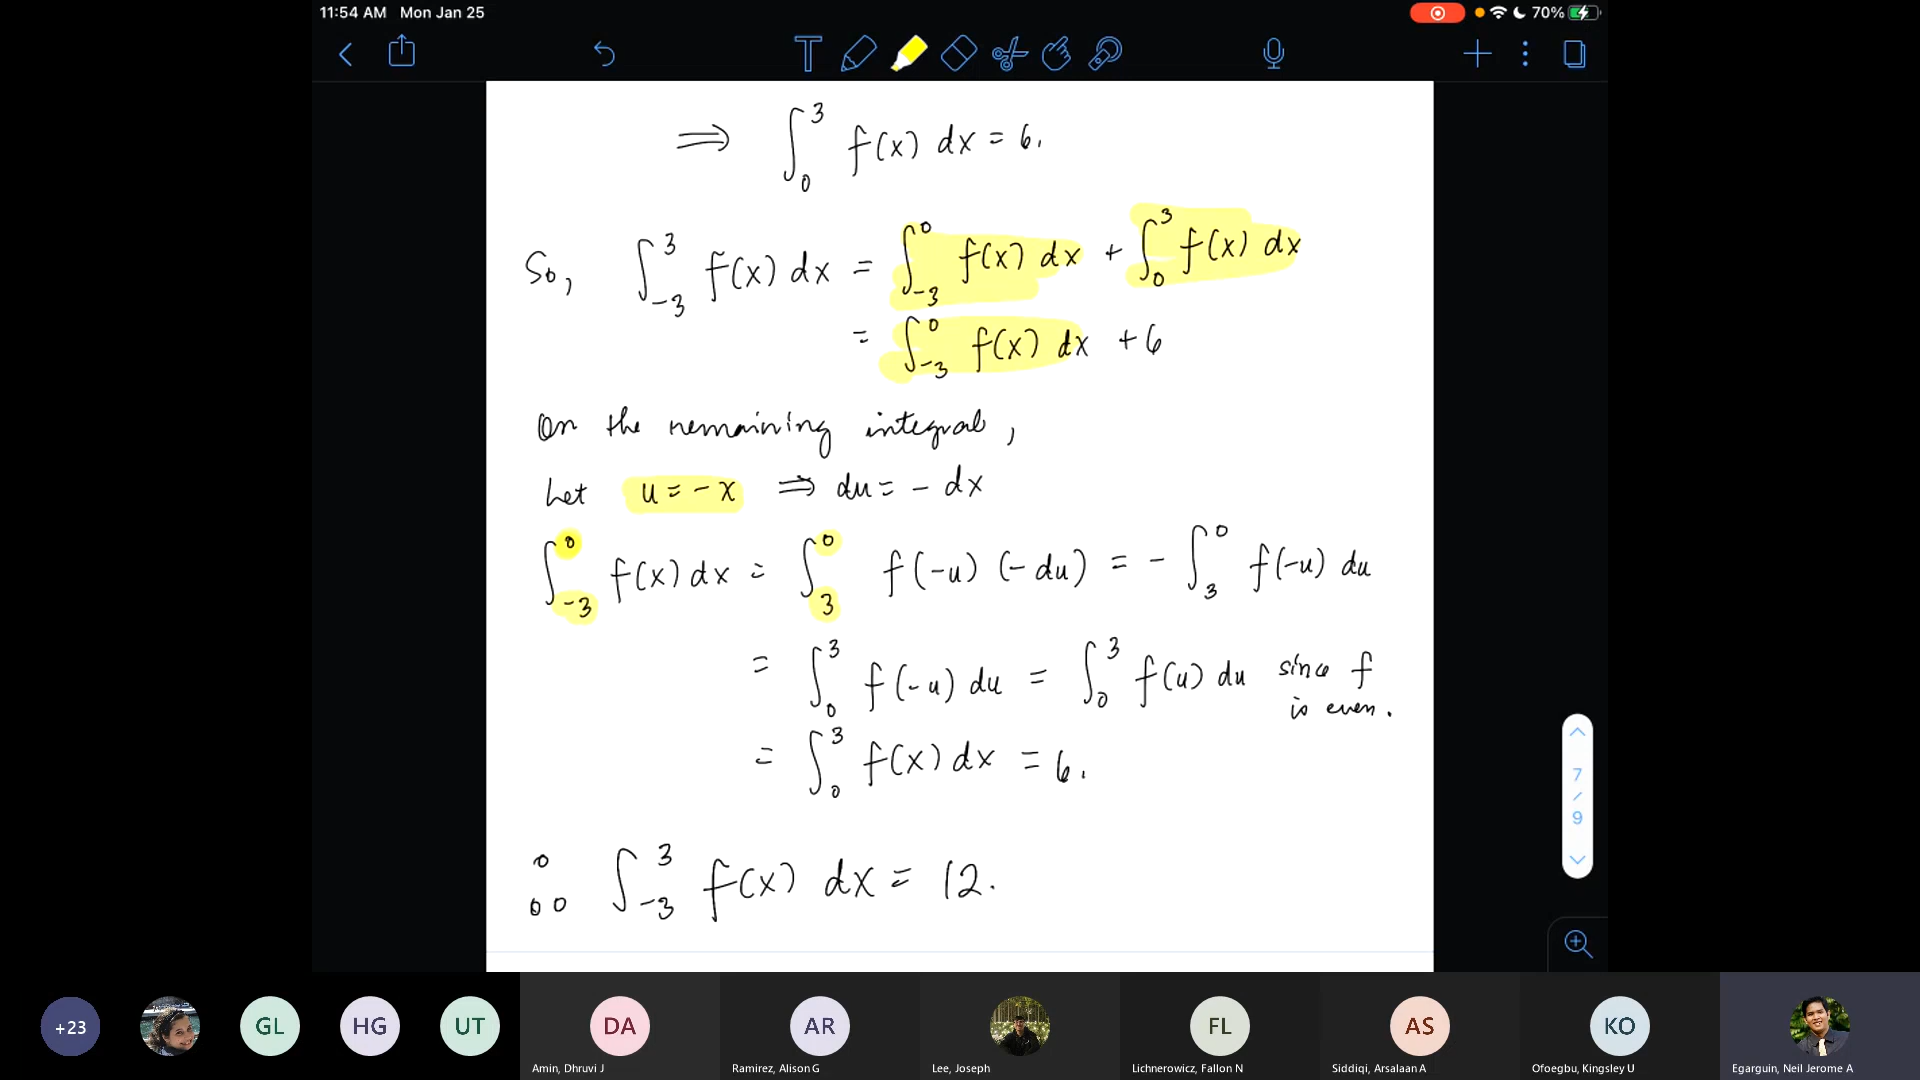 11:54 AM Mon Jan 25
70%
T
⟹ ∫₀³ f(x) dx = 6.
So, ∫₋₃³ f(x) dx = ∫₋₃⁰ f(x) dx + ∫₀³ f(x) dx
= ∫₋₃⁰ f(x) dx + 6
On the remaining integral,
Let u = - x ⟹ du = - dx
∫₋₃⁰ f(x) dx = ∫₃⁰ f(-u) (- du) = - ∫₃⁰ f(-u) du
= ∫₀³ f(-u) du = ∫₀³ f(u) du since f
is even.
= ∫₀³ f(x) dx = 6.
∴ ∫₋₃³ f(x) dx = 12.
7
/
9
+23 GL HG UT DA AR FL AS KO
Amin, Dhruvi J Ramirez, Alison G Lee, Joseph Lichnerowicz, Fallon N Siddiqi, Arsalaan A Ofoegbu, Kingsley U Egarguin, Neil Jerome A